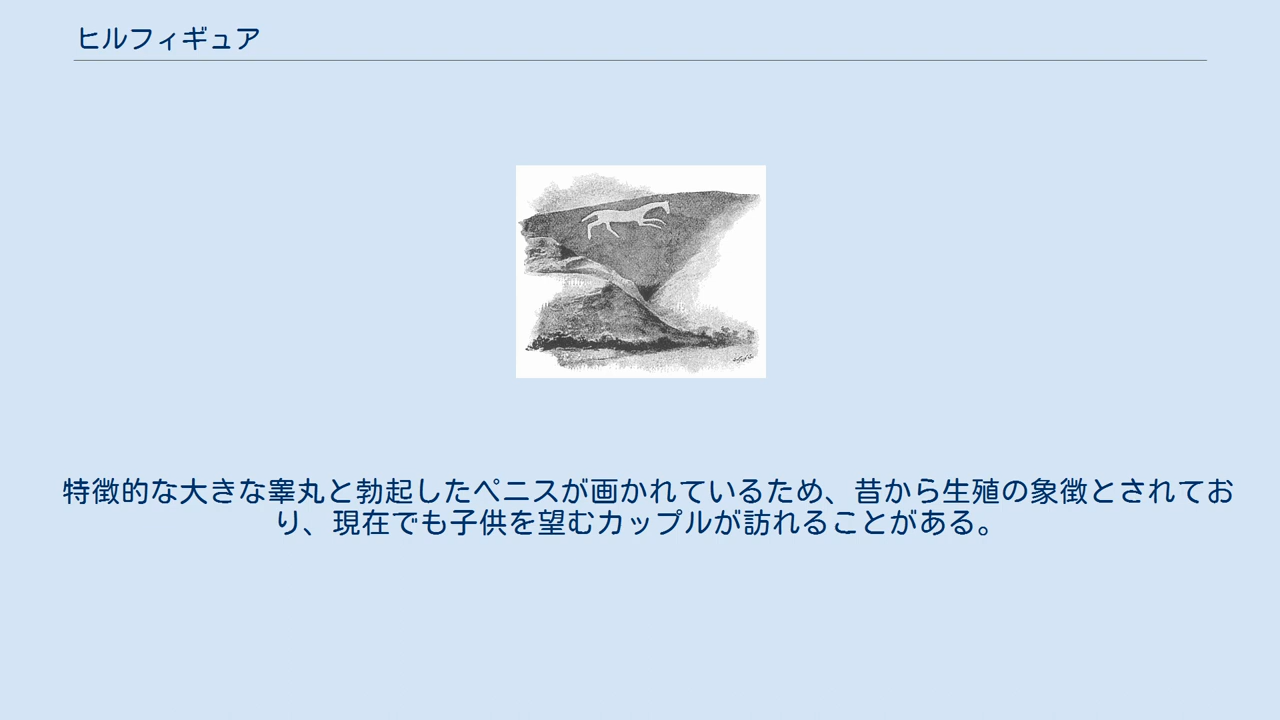 ヒルフィギュア
特徴的な大きな睾丸と勃起したペニスが画かれているため、昔から生殖の象徴とされてお
り、現在でも子供を望むカップルが訪れることがある。